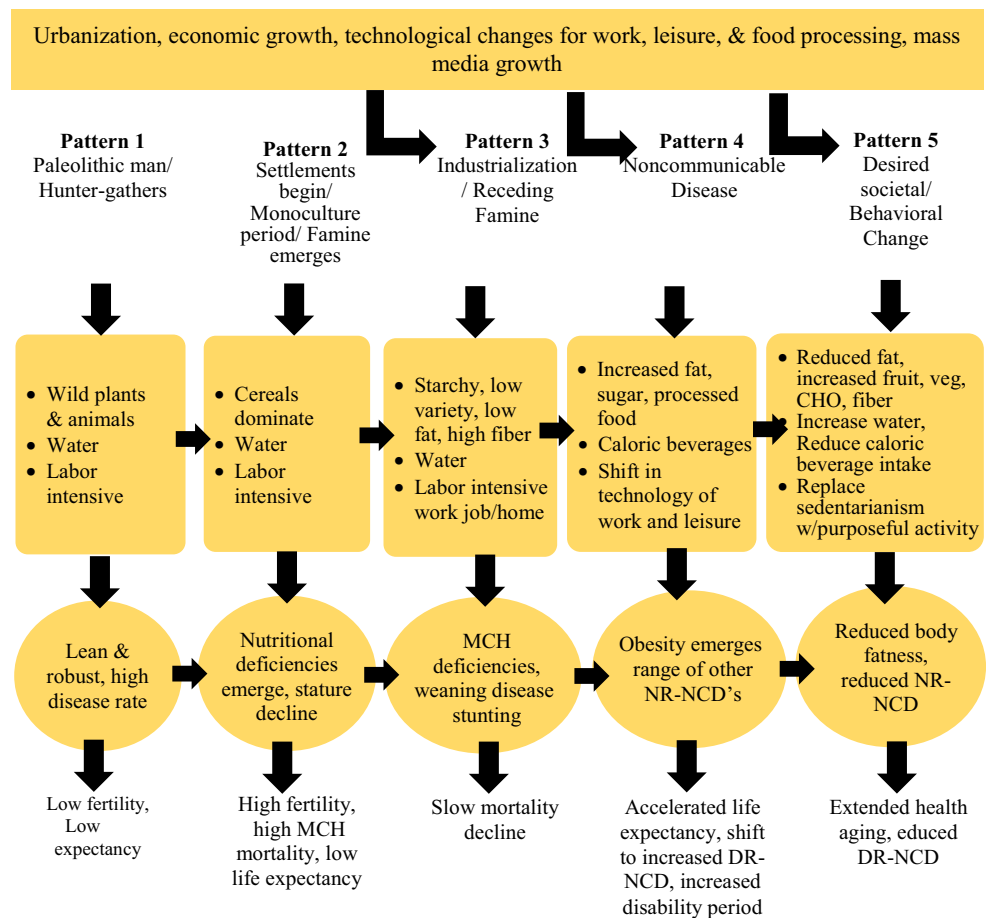 Urbanization, economic growth, technological changes for work, leisure, & food processing, mass
media growth
Pattern 1
Paleolithic man/
Hunter-gathers
Pattern 2
Settlements
begin/
Monoculture
period/ Famine
emerges
Pattern 3
Industrialization
/ Receding
Famine
Pattern 4
Noncommunicable
Disease
Pattern 5
Desired
societal/
Behavioral
Change
• Wild plants
& animals
• Water
• Labor
intensive
• Cereals
dominate
• Water
• Labor
intensive
• Starchy, low
variety, low
fat, high fiber
• Water
• Labor intensive
work job/home
• Increased fat,
sugar, processed
food
• Caloric beverages
• Shift in
technology of
work and leisure
• Reduced fat,
increased fruit, veg,
CHO, fiber
• Increase water,
Reduce caloric
beverage intake
• Replace
sedentarianism
w/purposeful activity
Lean &
robust, high
disease rate
Nutritional
deficiencies
emerge, stature
decline
MCH
deficiencies,
weaning disease
stunting
Obesity emerges
range of other
NR-NCD’s
Reduced body
fatness,
reduced NR-
NCD
Low fertility,
Low
expectancy
High fertility,
high MCH
mortality, low
life expectancy
Slow mortality
decline
Accelerated life
expectancy, shift
to increased DR-
NCD, increased
disability period
Extended health
aging, educed
DR-NCD